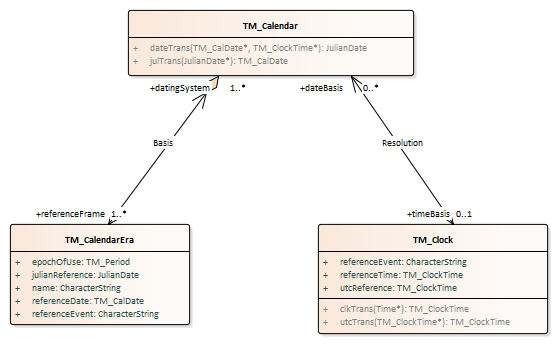 TM_Calendar
+ dateTrans(TM_CalDate*, TM_ClockTime*): JulianDate
+ julTrans(JulianDate*): TM_CalDate
+datingSystem 1..*
+dateBasis 0..*
Basis
Resolution
+referenceFrame 1..*
+timeBasis 0..1
TM_CalendarEra
+ epochOfUse: TM_Period
+ julianReference: JulianDate
+ name: CharacterString
+ referenceDate: TM_CalDate
+ referenceEvent: CharacterString
TM_Clock
+ referenceEvent: CharacterString
+ referenceTime: TM_ClockTime
+ utcReference: TM_ClockTime
+ clkTrans(Time*): TM_ClockTime
+ utcTrans(TM_ClockTime*): TM_ClockTime